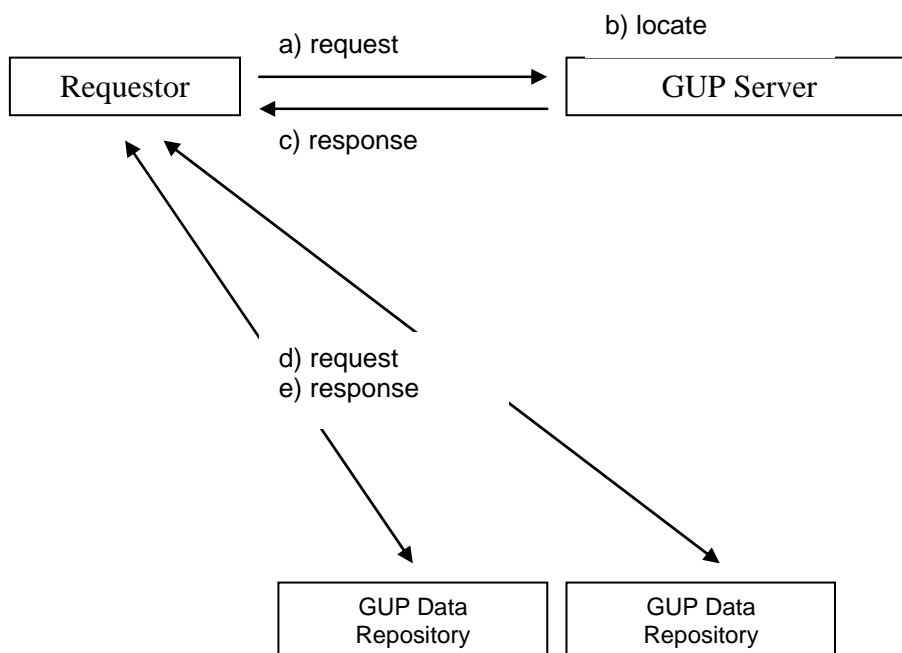 b) locate
a) request
Requestor
GUP Server
c) response
d) request
e) response
GUP Data
Repository
GUP Data
Repository